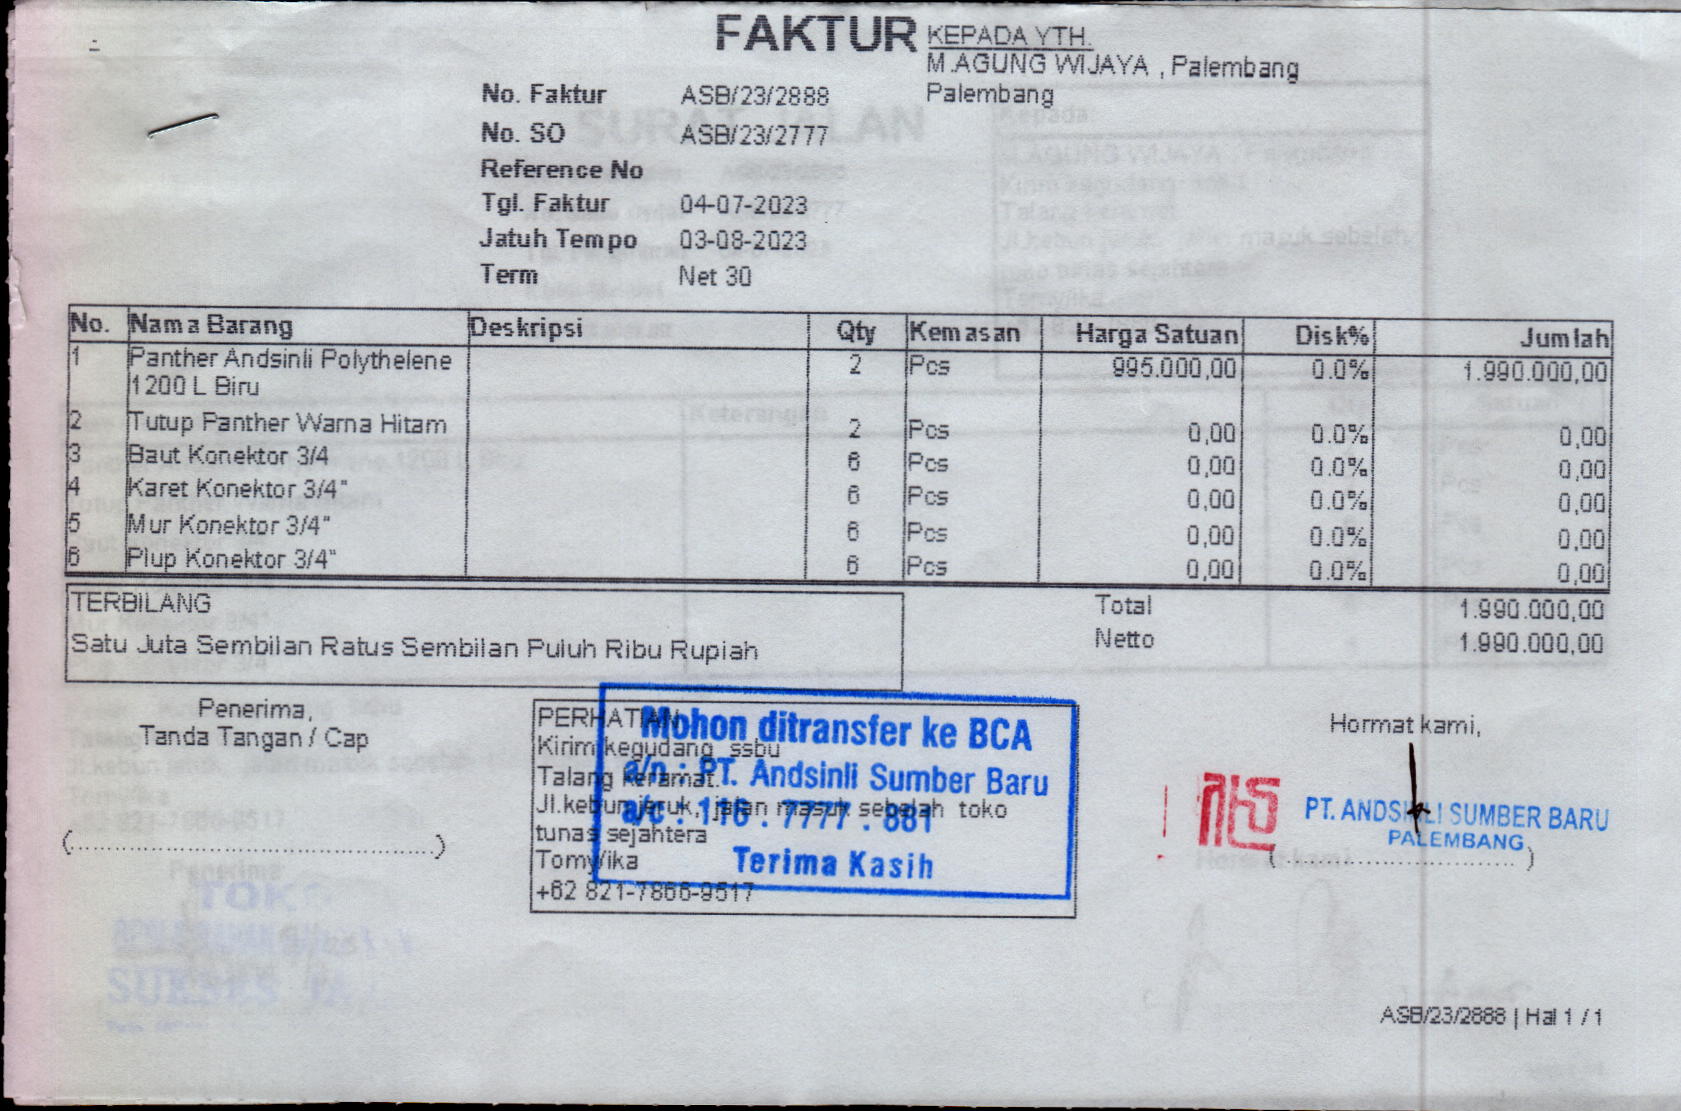 FAKTUR
KEPADA YTH.
M.AGUNG WIJAYA , Palembang
Palembang
No. Faktur ASB/23/2888
No. SO ASB/23/2777
Reference No
Tgl. Faktur 04-07-2023
Jatuh Tempo 03-08-2023
Term Net 30
No. Nama Barang Deskripsi Qty Kemasan Harga Satuan Disk% Jumlah
1 Panther Andsinli Polythelene 2 Pcs 995.000,00 0.0% 1.990.000,00
1200 L Biru
2 Tutup Panther Warna Hitam 2 Pcs 0,00 0.0% 0,00
3 Baut Konektor 3/4 6 Pcs 0,00 0.0% 0,00
4 Karet Konektor 3/4" 6 Pcs 0,00 0.0% 0,00
5 Mur Konektor 3/4" 6 Pcs 0,00 0.0% 0,00
6 Plup Konektor 3/4" 6 Pcs 0,00 0.0% 0,00
TERBILANG
Satu Juta Sembilan Ratus Sembilan Puluh Ribu Rupiah
Total 1.990.000,00
Netto 1.990.000,00
Penerima,
Tanda Tangan / Cap
(........................................)
PERHATIAN
Kirim kegudang ssbu
Talang keramat.
Jl.kebun jeruk, jalan masuk sebelah toko
tunas sejahtera
Tomy/ika
+62 821-7866-9517
Mohon ditransfer ke BCA
a/n : PT. Andsinli Sumber Baru
a/c : 116 . 7777 . 881
Terima Kasih
Hormat kami,
PT. ANDSINLI SUMBER BARU
PALEMBANG
(........................................)
ASB/23/2888 | Hal 1 / 1